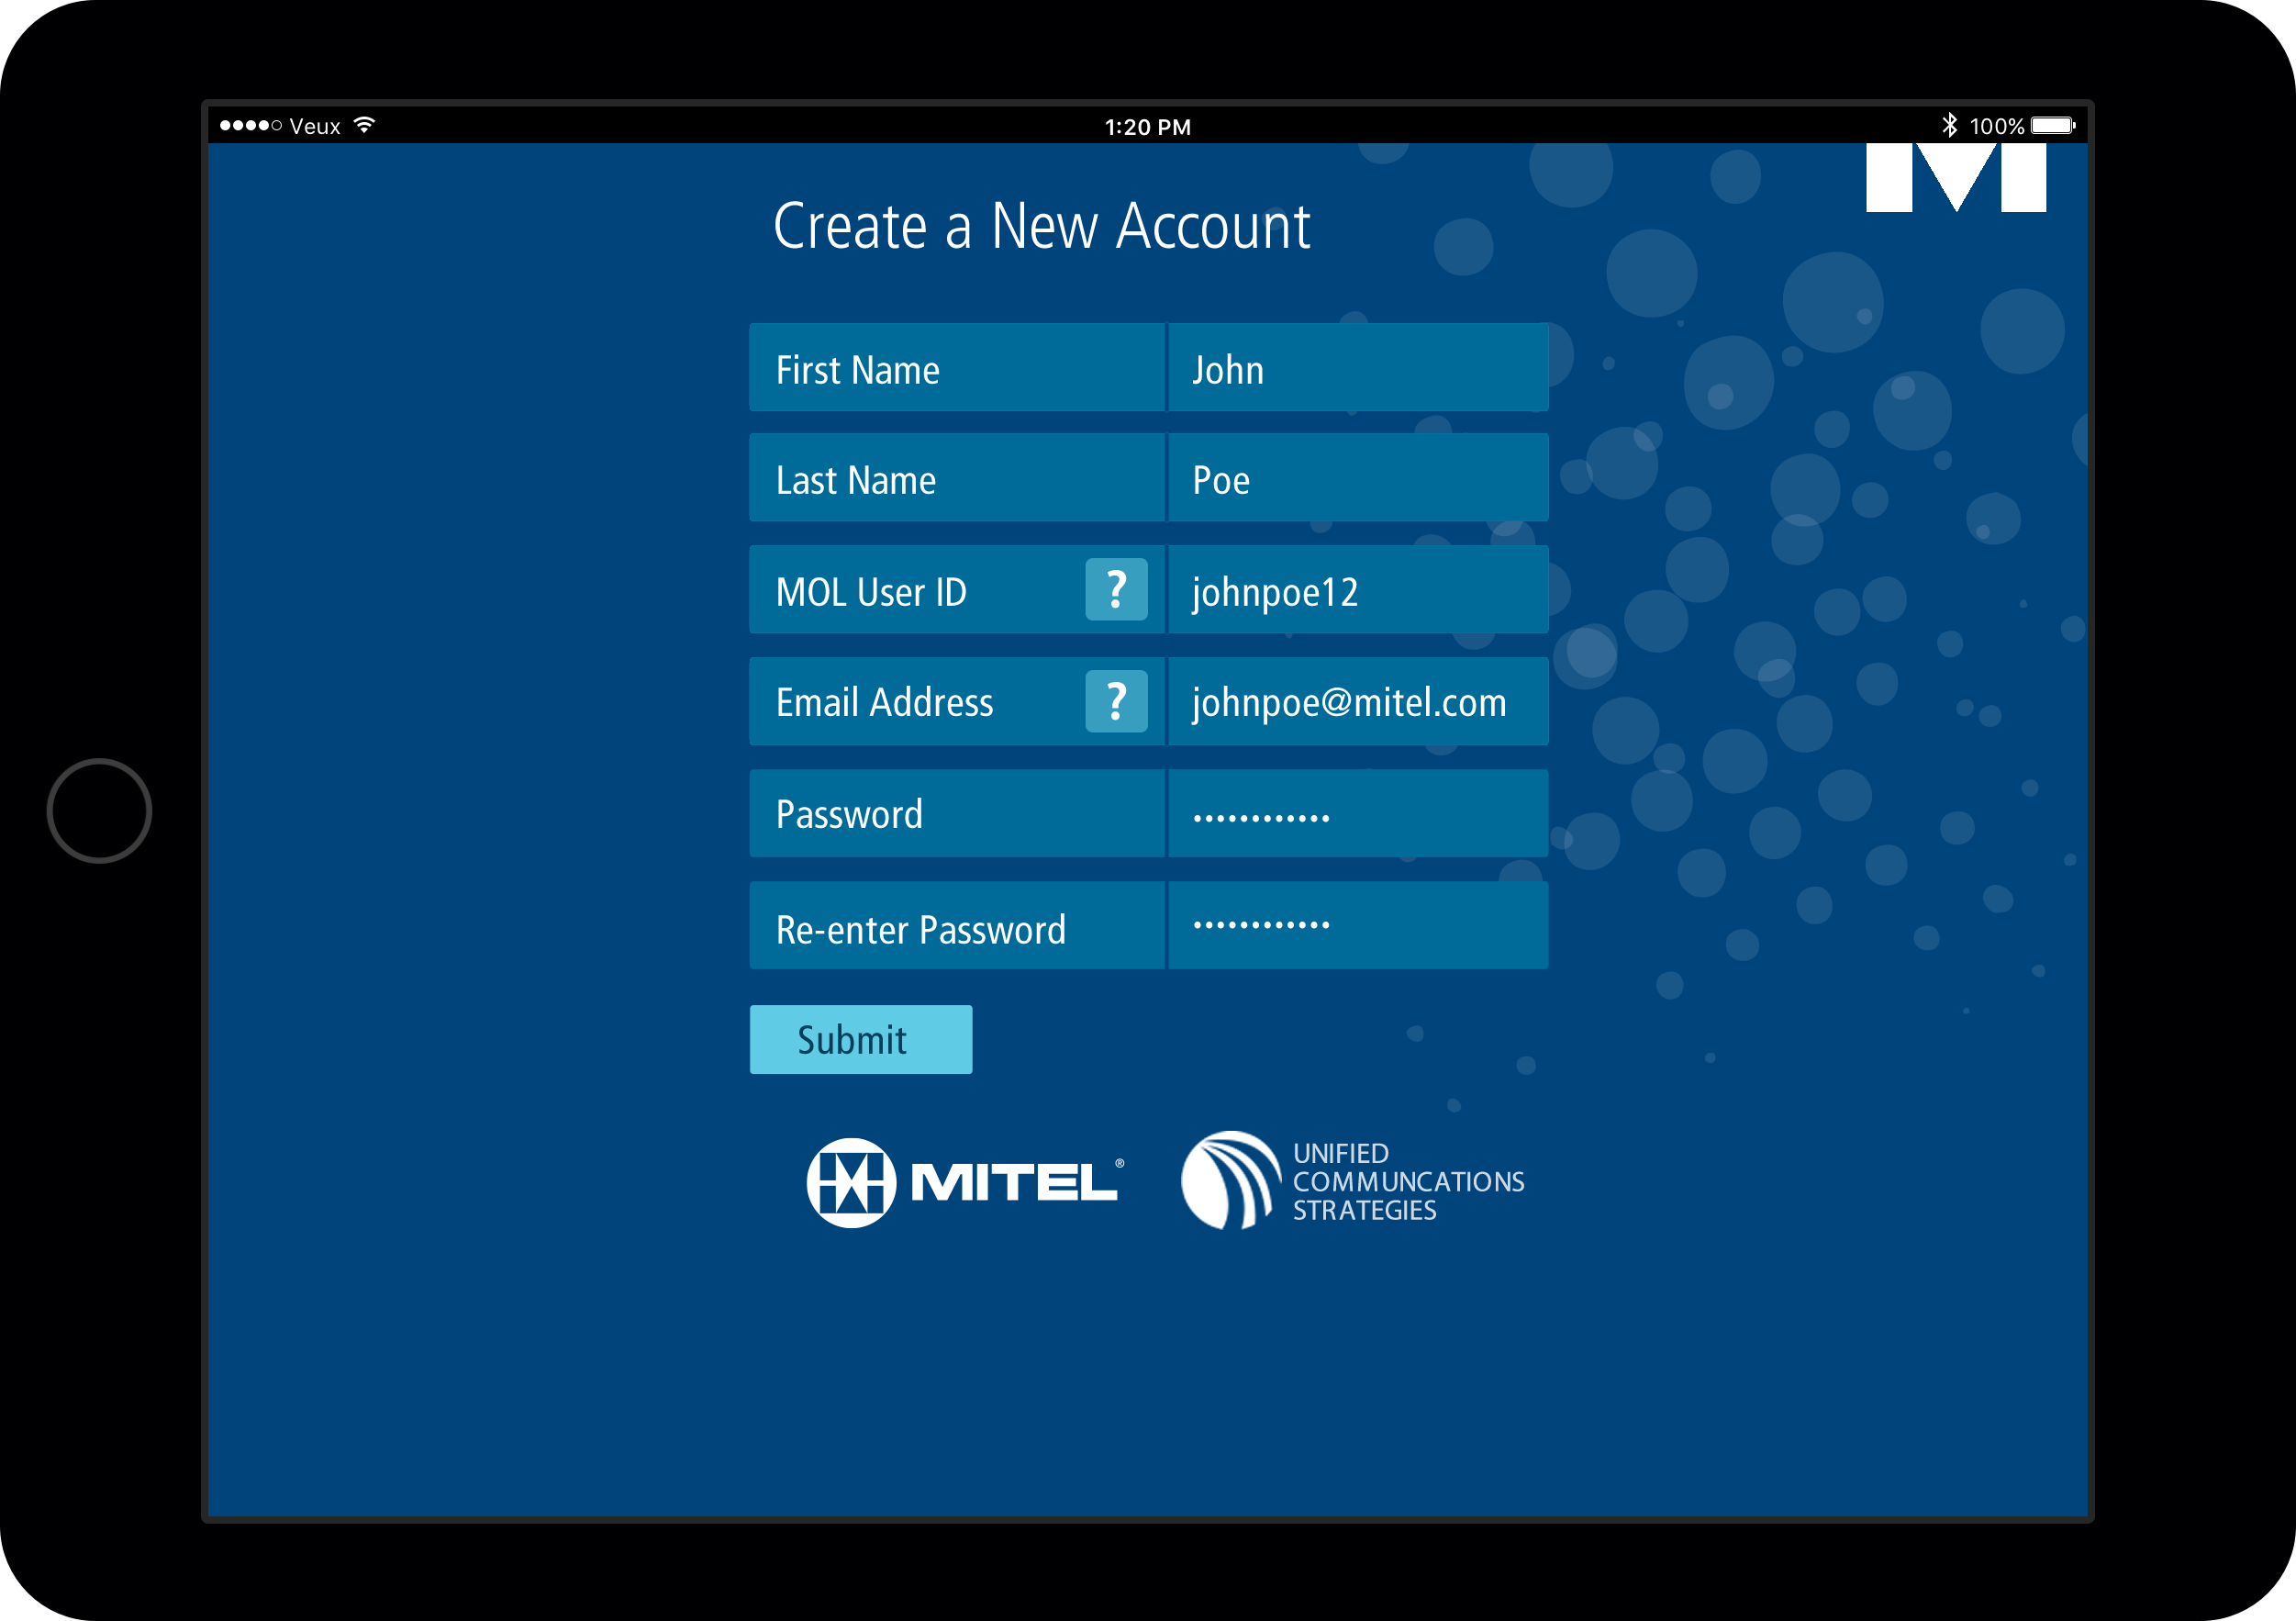 Veux 1:20 PM 100%
Create a New Account
First Name John
Last Name Poe
MOL User ID ? johnpoe12
Email Address ? johnpoe@mitel.com
Password ••••••••••••
Re-enter Password ••••••••••••
Submit
MITEL®
UNIFIED
COMMUNCATIONS
STRATEGIES